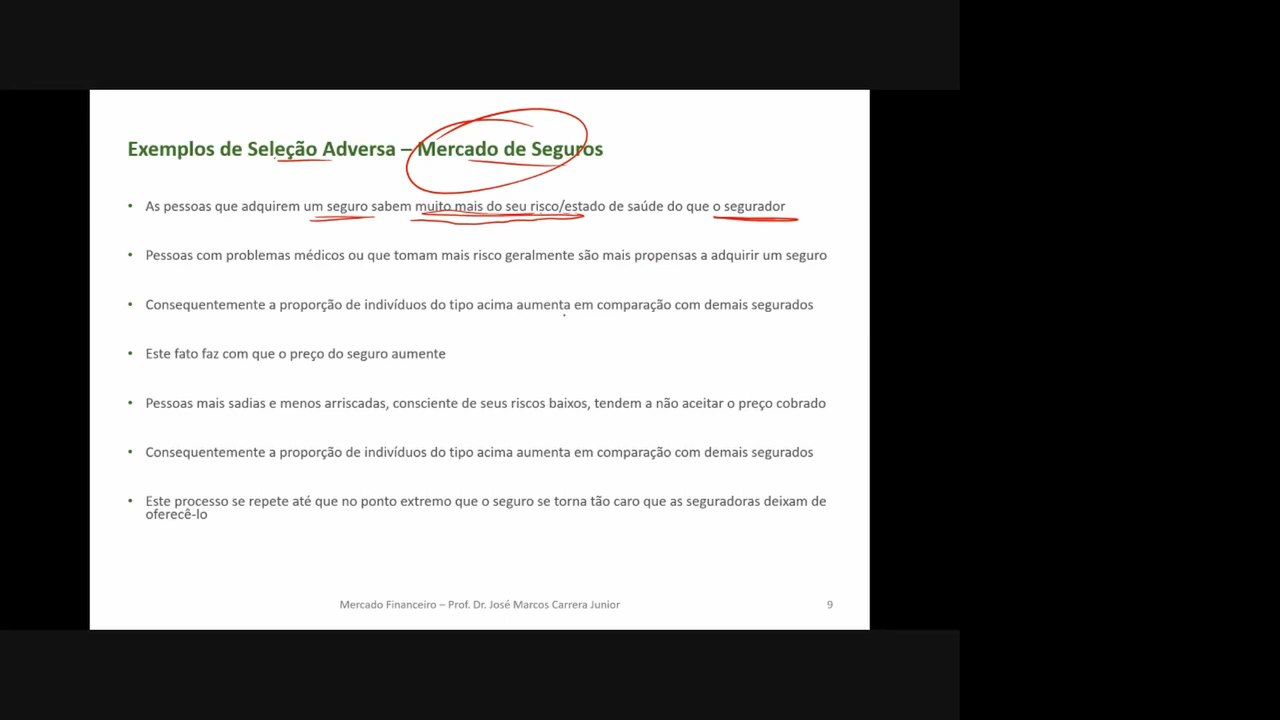 Exemplos de Seleção Adversa – Mercado de Seguros
• As pessoas que adquirem um seguro sabem muito mais do seu risco/estado de saúde do que o segurador
• Pessoas com problemas médicos ou que tomam mais risco geralmente são mais propensas a adquirir um seguro
• Consequentemente a proporção de indivíduos do tipo acima aumenta em comparação com demais segurados
• Este fato faz com que o preço do seguro aumente
• Pessoas mais sadias e menos arriscadas, consciente de seus riscos baixos, tendem a não aceitar o preço cobrado
• Consequentemente a proporção de indivíduos do tipo acima aumenta em comparação com demais segurados
• Este processo se repete até que no ponto extremo que o seguro se torna tão caro que as seguradoras deixam de
oferecê-lo
Mercado Financeiro – Prof. Dr. José Marcos Carrera Junior
9